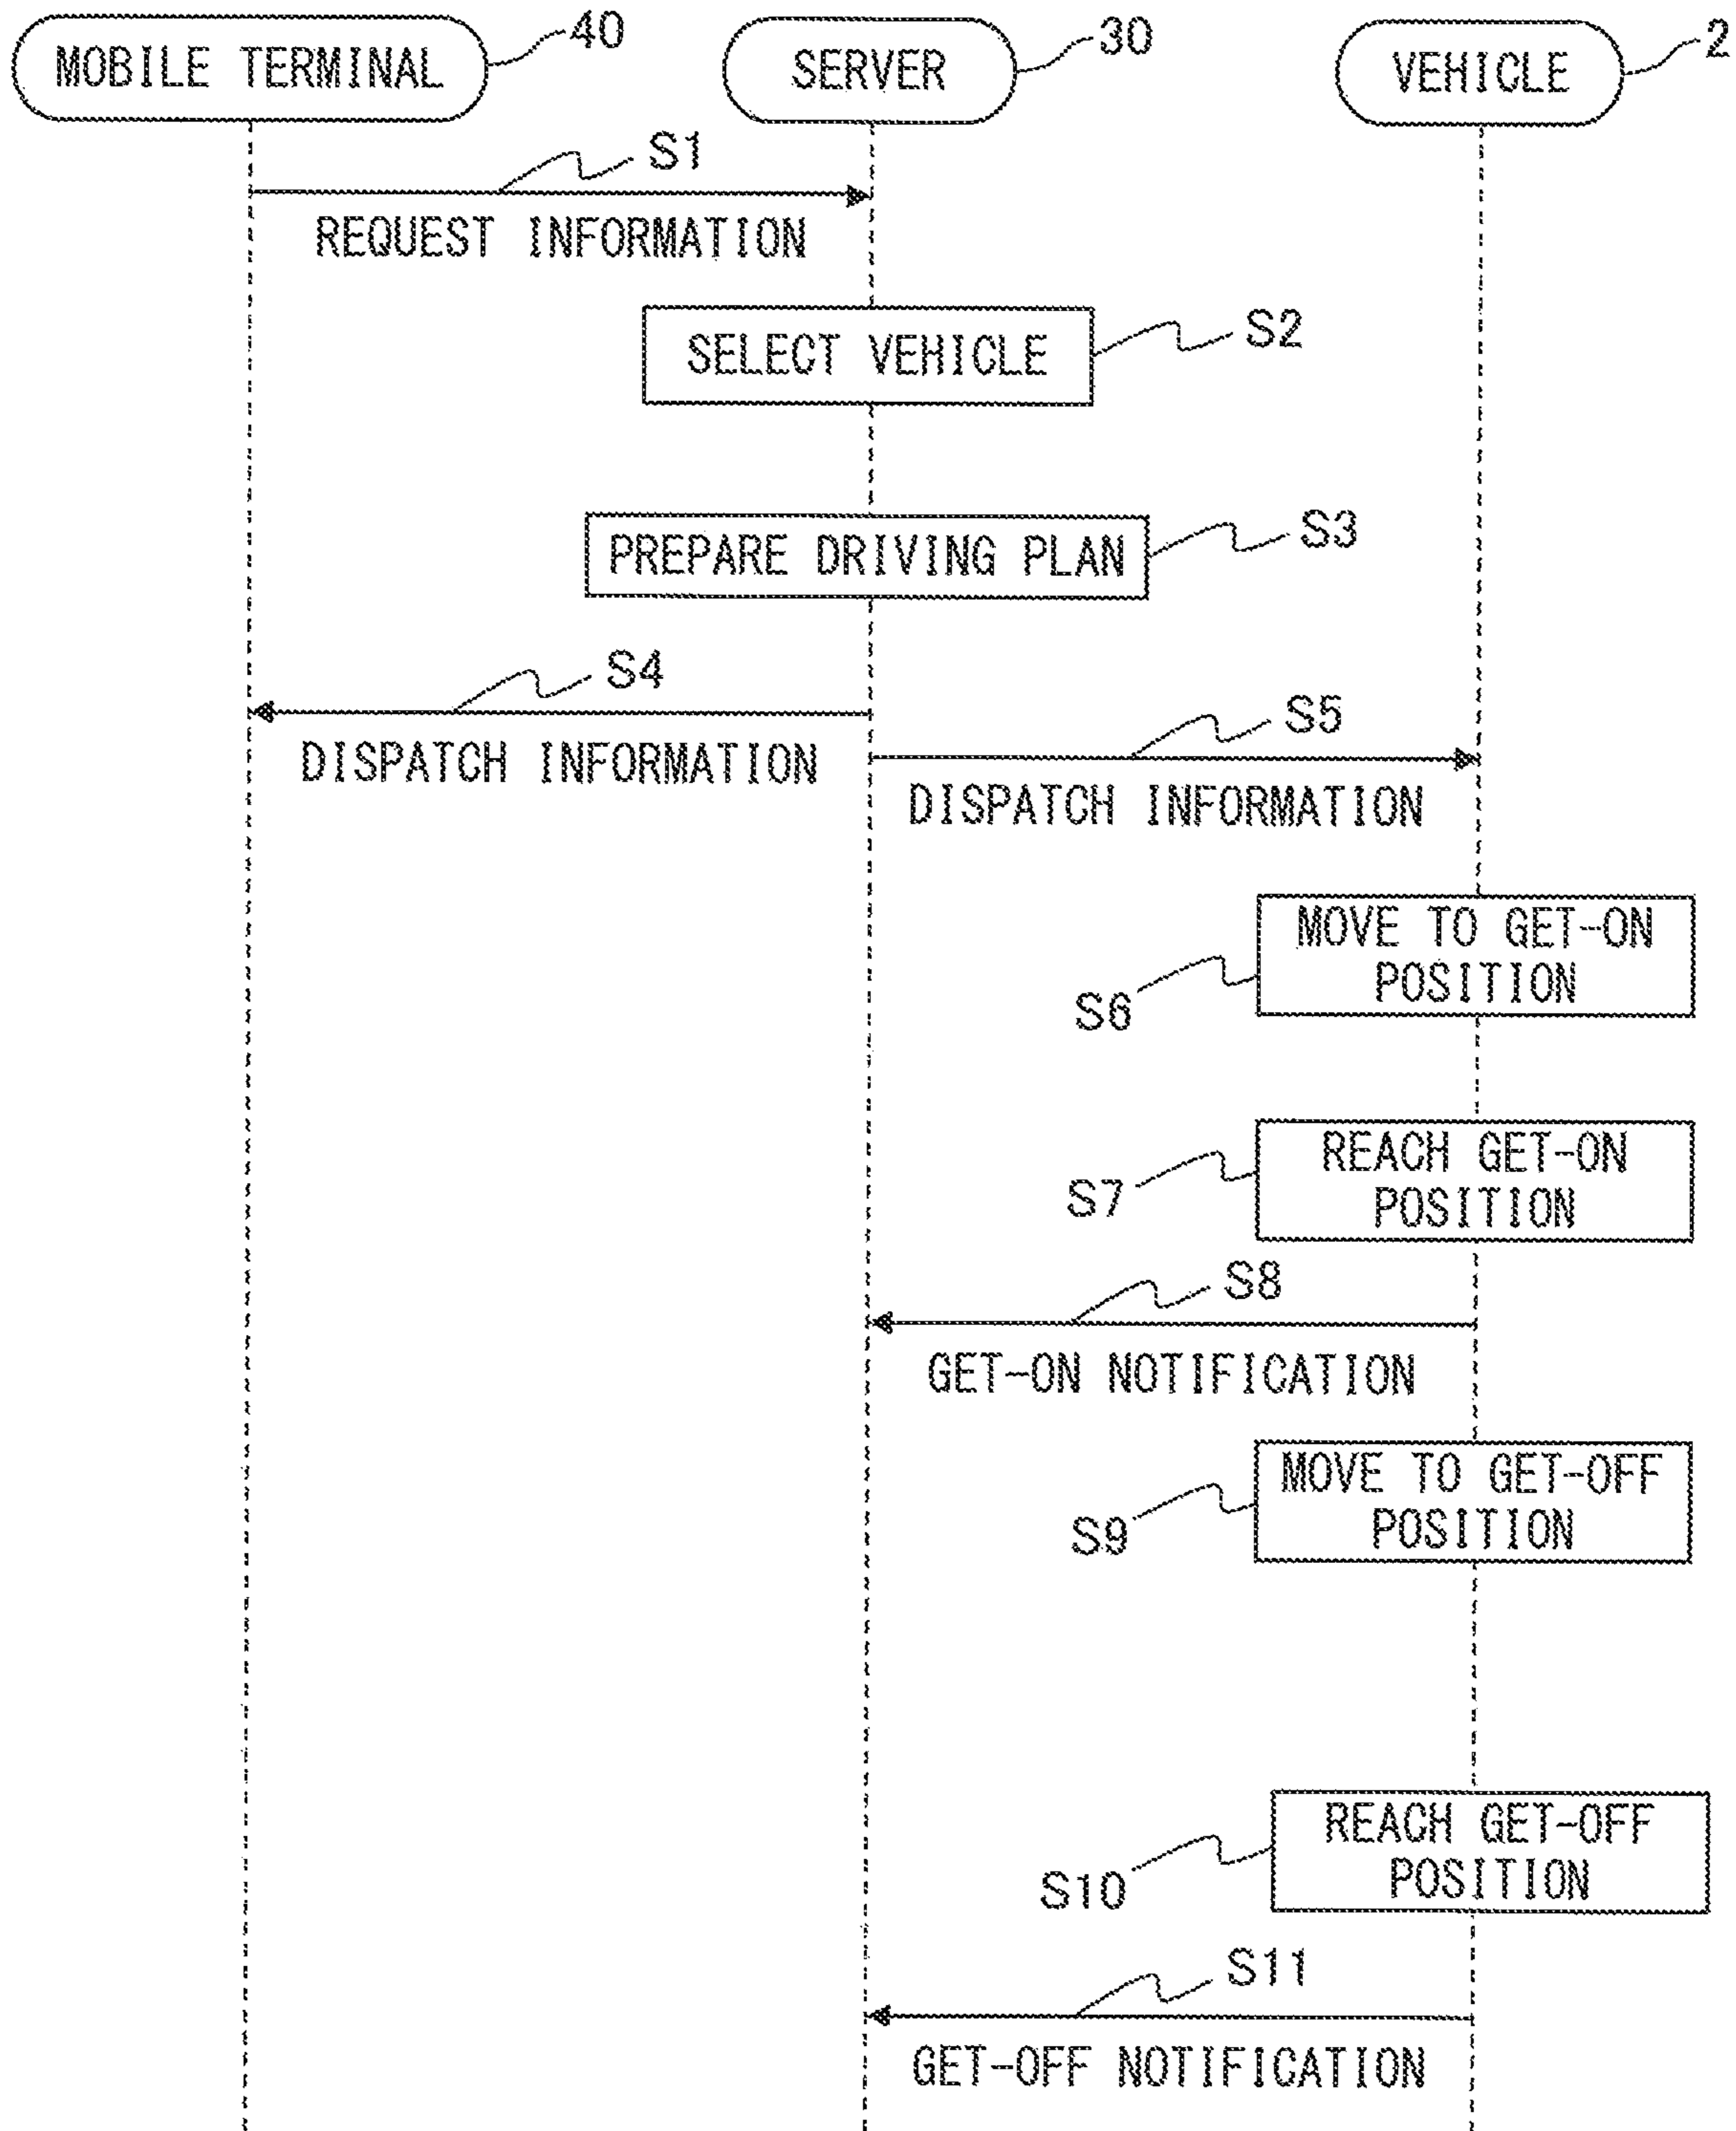 MOBILE TERMINAL
40
SERVER
30
VEHICLE
2
S1
REQUEST INFORMATION
SELECT VEHICLE
S2
PREPARE DRIVING PLAN
S3
S4
DISPATCH INFORMATION
S5
DISPATCH INFORMATION
MOVE TO GET-ON
POSITION
S6
REACH GET-ON
POSITION
S7
S8
GET-ON NOTIFICATION
MOVE TO GET-OFF
POSITION
S9
REACH GET-OFF
POSITION
S10
S11
GET-OFF NOTIFICATION